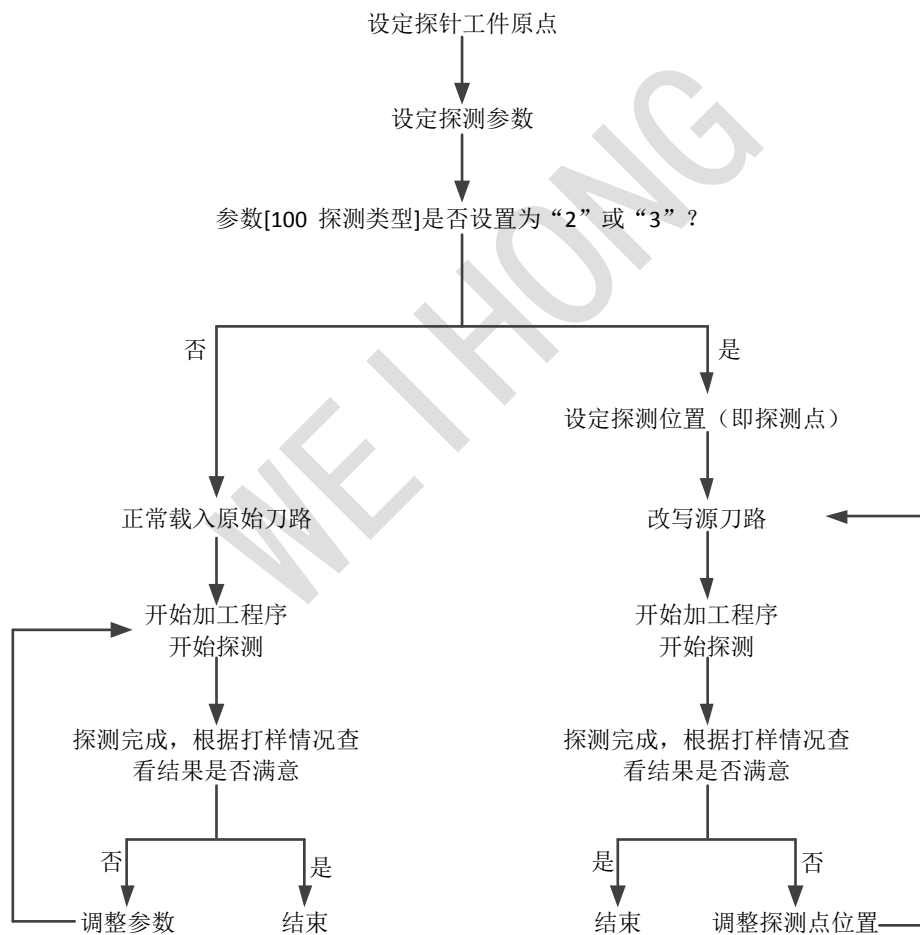 设定探针工件原点
设定探测参数
参数[100 探测类型]是否设置为“2”或“3”？
否
是
设定探测位置（即探测点）
正常载入原始刀路
改写源刀路
开始加工程序
开始探测
开始加工程序
开始探测
探测完成，根据打样情况查
看结果是否满意
探测完成，根据打样情况查
看结果是否满意
否
是
是
否
调整参数
结束
结束
调整探测点位置
WEIHONG